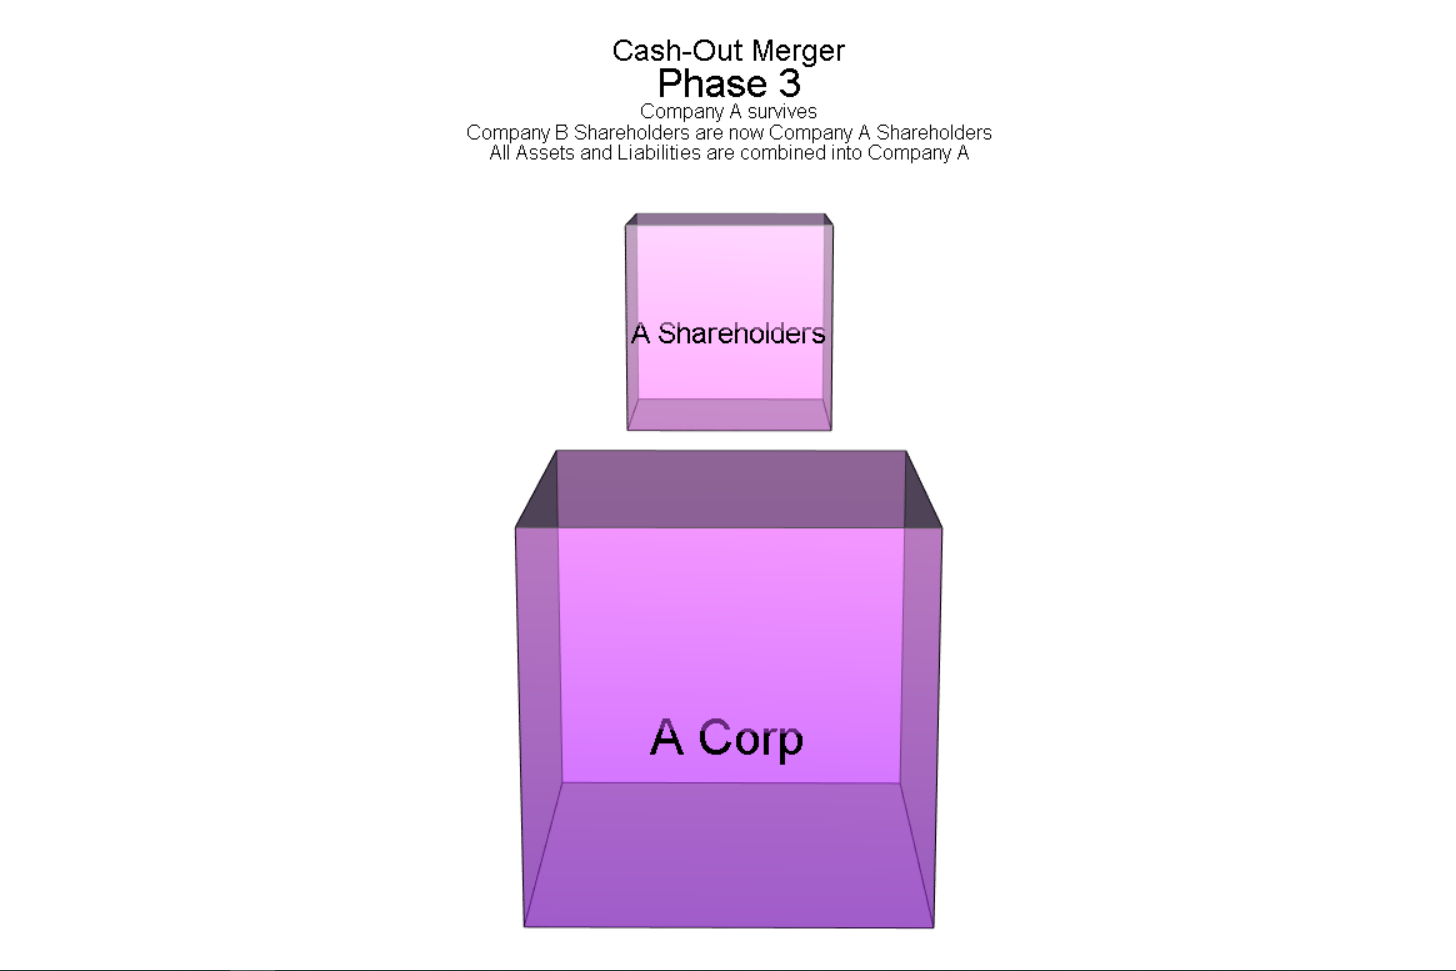 Cash-Out Merger
Phase 3
Company A survives
Company B Shareholders are now Company A Shareholders
All Assets and Liabilities are combined into Company A
A Shareholders
A Corp